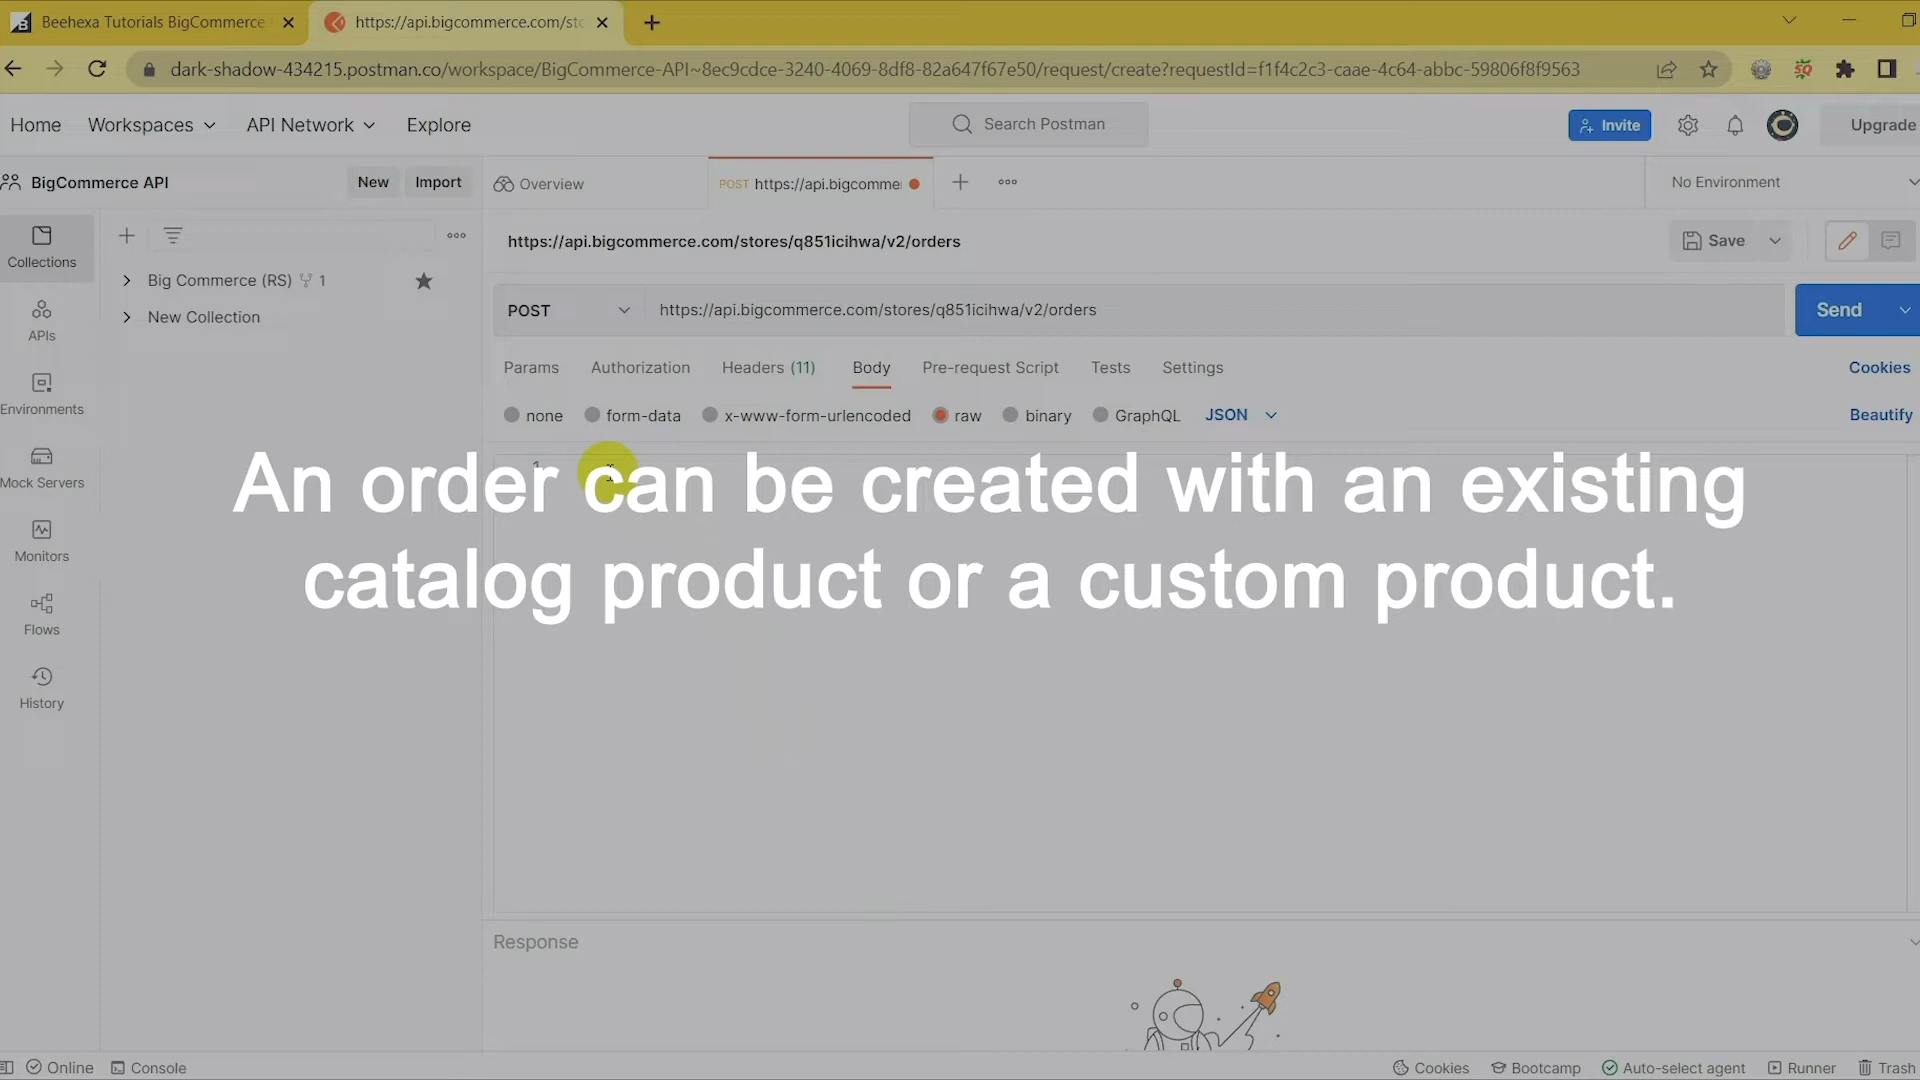 Beehexa Tutorials BigCommerce
https://api.bigcommerce.com/sto
dark-shadow-434215.postman.co/workspace/BigCommerce-API~8ec9cdce-3240-4069-8df8-82a647f67e50/request/create?requestId=f1f4c2c3-caae-4c64-abbc-59806f8f9563
Home Workspaces API Network Explore Search Postman Invite Upgrade
BigCommerce API New Import Overview POST https://api.bigcommer No Environment
Collections
https://api.bigcommerce.com/stores/q851icihwa/v2/orders Save
Big Commerce (RS) 1
New Collection
POST https://api.bigcommerce.com/stores/q851icihwa/v2/orders Send
APIs
Params Authorization Headers (11) Body Pre-request Script Tests Settings Cookies
Environments
none form-data x-www-form-urlencoded raw binary GraphQL JSON Beautify
1
Mock Servers
An order can be created with an existing
catalog product or a custom product.
Monitors
Flows
History
Response
Online Console Cookies Bootcamp Auto-select agent Runner Trash